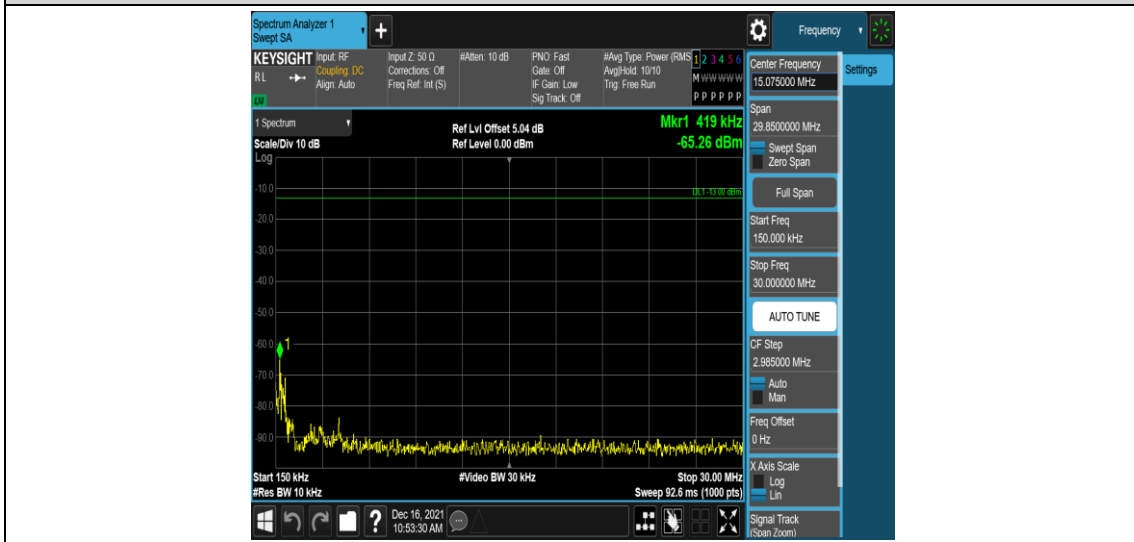 Spectrum Analyzer 1
Swept SA
+
Frequency
KEYSIGHT
RL
Input: RF
Coupling: DC
Align: Auto
Input Z: 50 Ω
Corrections: Off
Freq Ref: Int (S)
#Atten: 10 dB
PNO: Fast
Gate: Off
IF Gain: Low
Sig Track: Off
#Avg Type: Power (RMS
Avg|Hold: 10/10
Trig: Free Run
1 2 3 4 5 6
M W W W W W
P P P P P P
1 Spectrum
Scale/Div 10 dB
Log
Ref Lvl Offset 5.04 dB
Ref Level 0.00 dBm
Mkr1 419 kHz
-65.26 dBm
DL1 -13.00 dBm
-10.0
-20.0
-30.0
-40.0
-50.0
-60.0
1
-70.0
-80.0
-90.0
Start 150 kHz
#Res BW 10 kHz
#Video BW 30 kHz
Stop 30.00 MHz
Sweep 92.6 ms (1000 pts)
?
Dec 16, 2021
10:53:30 AM
Center Frequency
15.075000 MHz
Settings
Span
29.8500000 MHz
Swept Span
Zero Span
Full Span
Start Freq
150.000 kHz
Stop Freq
30.000000 MHz
AUTO TUNE
CF Step
2.985000 MHz
Auto
Man
Freq Offset
0 Hz
X Axis Scale
Log
Lin
Signal Track
(Span Zoom)